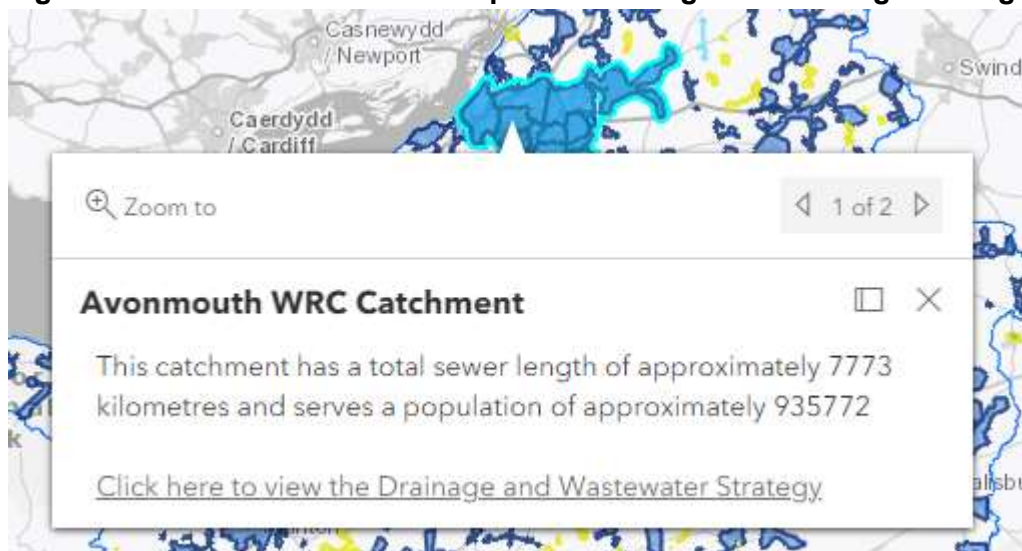 Casnewydd
/ Newport
Swind
Caerdydd
/ Cardiff
Zoom to
1 of 2
Avonmouth WRC Catchment
This catchment has a total sewer length of approximately 7773
kilometres and serves a population of approximately 935772
Click here to view the Drainage and Wastewater Strategy